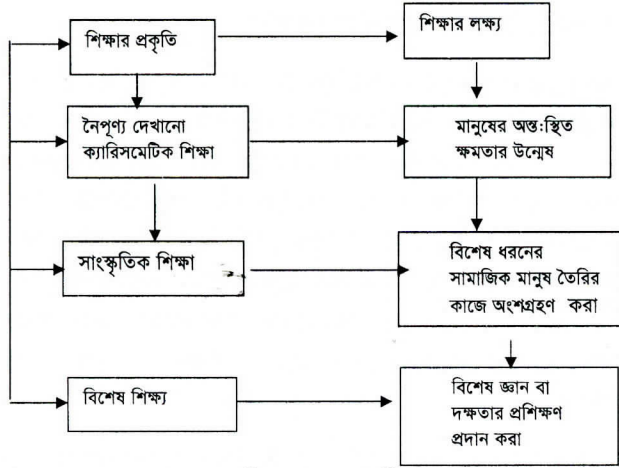 শিক্ষার প্রকৃতি
শিক্ষার লক্ষ্য
নৈপূণ্য দেখানো
ক্যারিসমেটিক শিক্ষা
মানুষের অন্ত:স্থিত
ক্ষমতার উন্মেষ
সাংস্কৃতিক শিক্ষা
বিশেষ ধরনের
সামাজিক মানুষ তৈরির
কাজে অংশগ্রহণ করা
বিশেষ শিক্ষ্য
বিশেষ জ্ঞান বা
দক্ষতার প্রশিক্ষণ
প্রদান করা